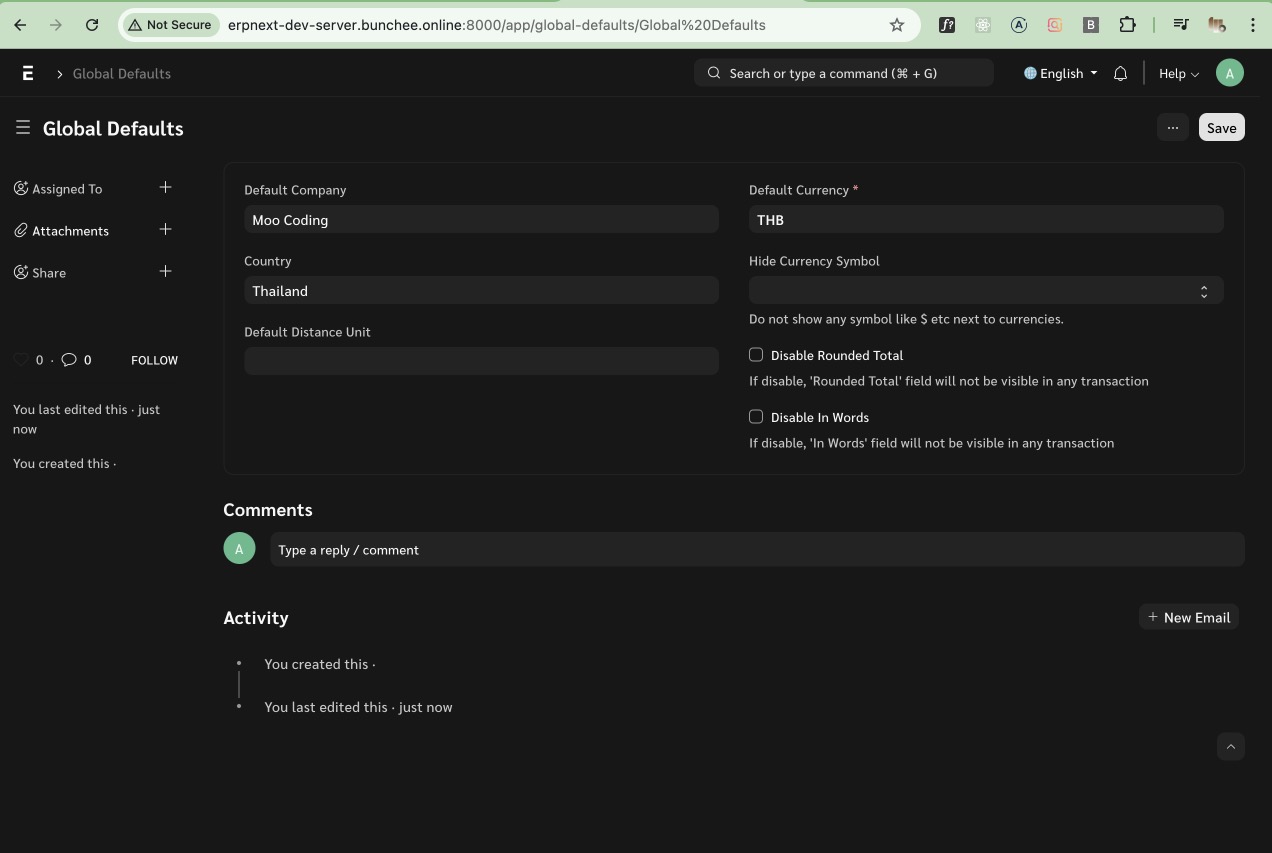 Not Secure
erpnext-dev-server.bunchee.online:8000/app/global-defaults/Global%20Defaults
Global Defaults
Search or type a command (⌘ + G)
English
Help
A
Global Defaults
...
Save
Assigned To
Attachments
Share
0 · 0
FOLLOW
You last edited this · just
now
You created this ·
Default Company
Moo Coding
Country
Thailand
Default Distance Unit
Default Currency *
THB
Hide Currency Symbol
Do not show any symbol like $ etc next to currencies.
Disable Rounded Total
If disable, 'Rounded Total' field will not be visible in any transaction
Disable In Words
If disable, 'In Words' field will not be visible in any transaction
Comments
A
Type a reply / comment
Activity
+ New Email
You created this ·
You last edited this · just now